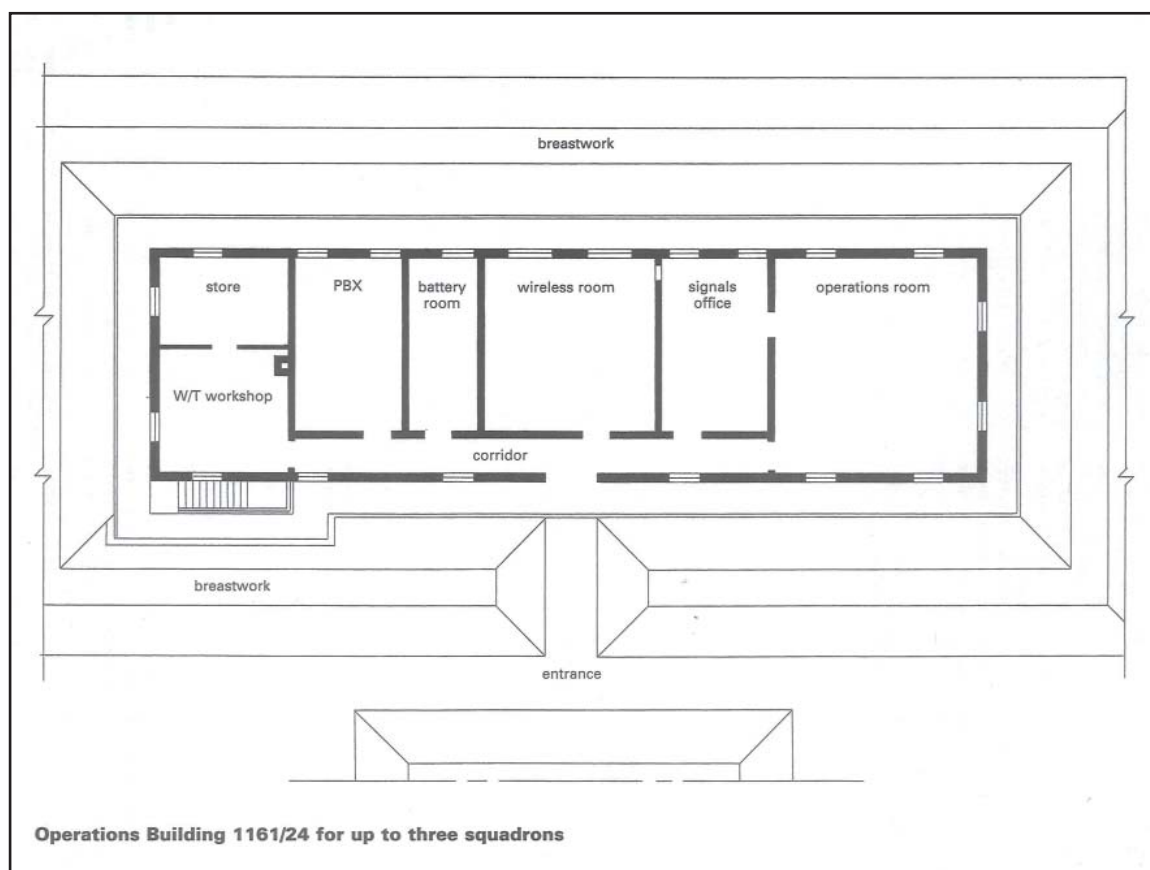 breastwork
store
PBX
battery
room
wireless room
signals
office
operations room
W/T workshop
corridor
breastwork
entrance
Operations Building 1161/24 for up to three squadrons